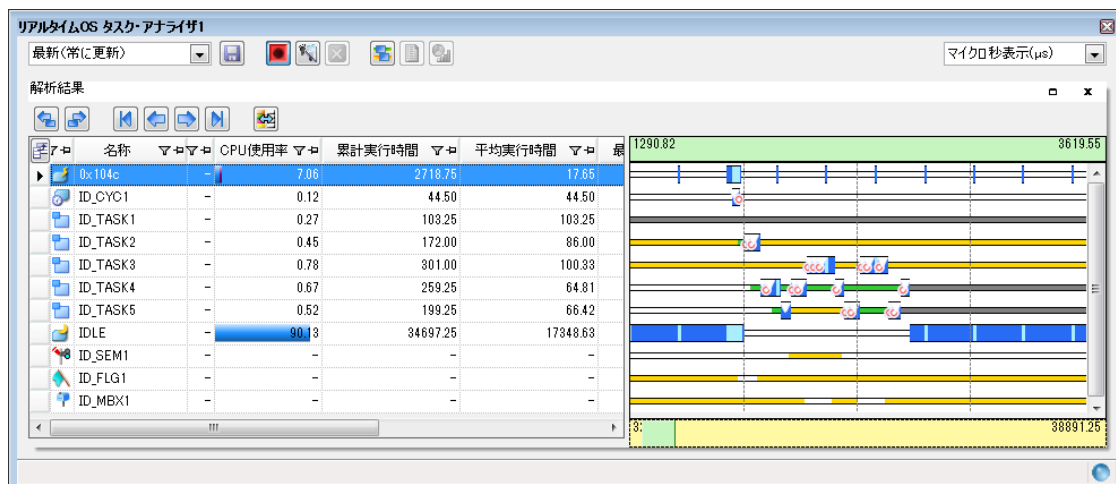 リアルタイムOS タスク・アナライザ1
最新(常に更新)
マイクロ秒表示(μs)
解析結果
名称 CPU使用率 累計実行時間 平均実行時間 最 1290.82 3619.55
0x104c - 7.06 2718.75 17.65
ID_CYC1 - 0.12 44.50 44.50
ID_TASK1 - 0.27 103.25 103.25
ID_TASK2 - 0.45 172.00 86.00
ID_TASK3 - 0.78 301.00 100.33
ID_TASK4 - 0.67 259.25 64.81
ID_TASK5 - 0.52 199.25 66.42
IDLE 90.13 34697.25 17348.63
ID_SEM1 - - - -
ID_FLG1 - - - -
ID_MBX1 - - - -
38891.25